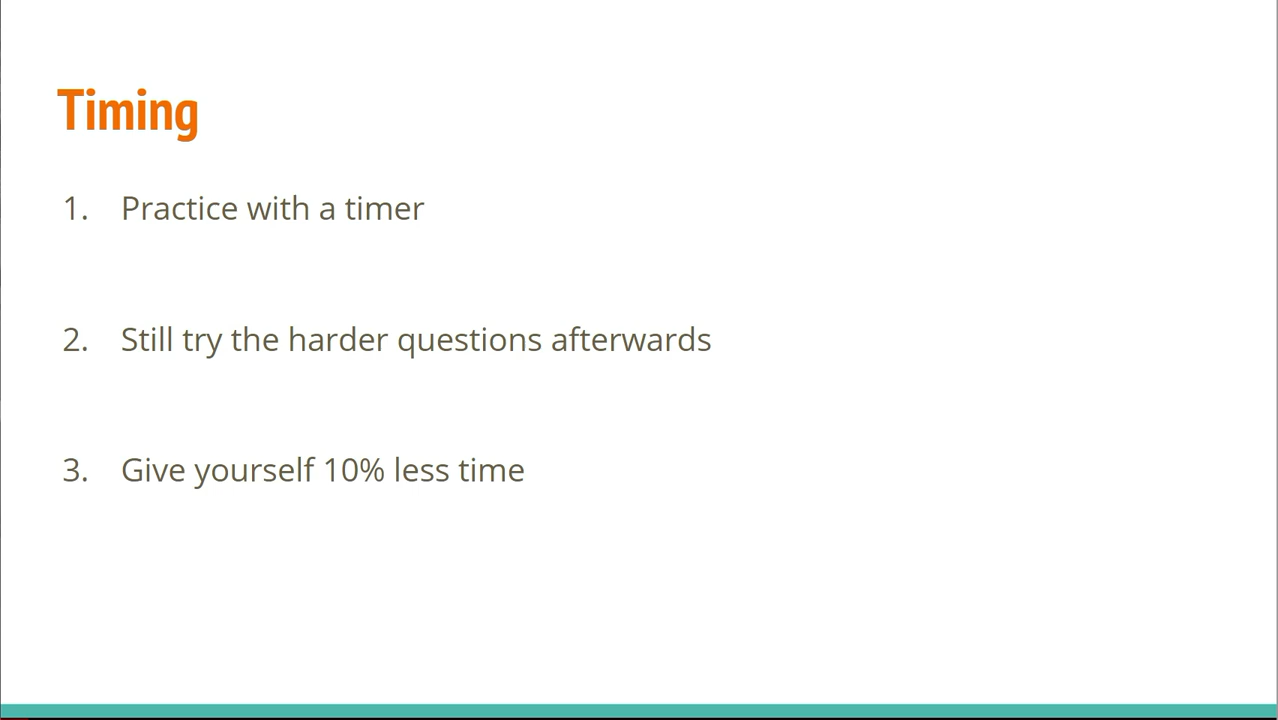 Timing
1. Practice with a timer
2. Still try the harder questions afterwards
3. Give yourself 10% less time